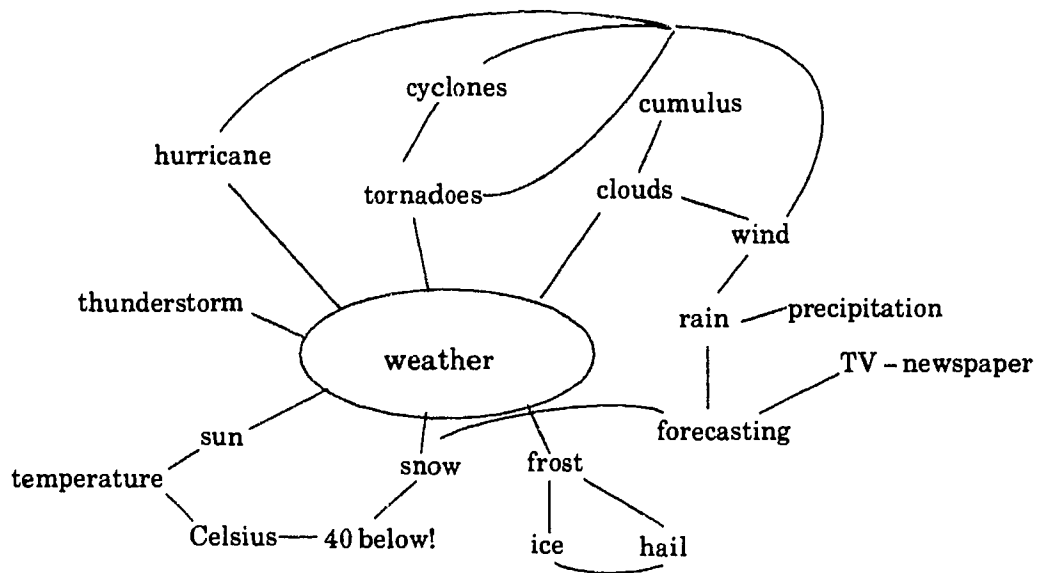 cyclones
cumulus
hurricane
tornadoes
clouds
wind
thunderstorm
rain
precipitation
weather
TV – newspaper
sun
forecasting
snow
frost
temperature
Celsius
40 below!
ice
hail